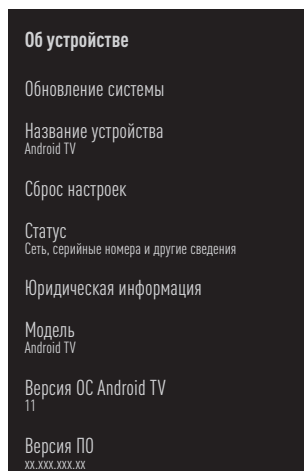 Об устройстве
Обновление системы
Название устройства
Android TV
Сброс настроек
Статус
Сеть, серийные номера и другие сведения
Юридическая информация
Модель
Android TV
Версия ОС Android TV
11
Версия ПО
xx.xxx.xxx.xx